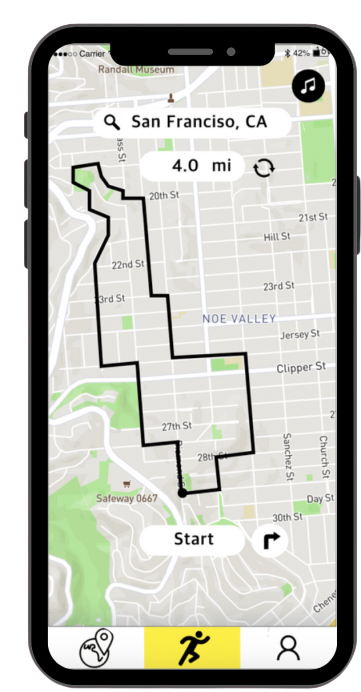 Carrier
42%
Randall Museum
San Franciso, CA
4.0 mi
20th St
21st St
Hill St
22nd St
23rd St
3rd St
NOE VALLEY
Jersey St
Clipper St
27th St
28th St
Sanchez St
Church St
Safeway 0667
Day St
30th St
Start